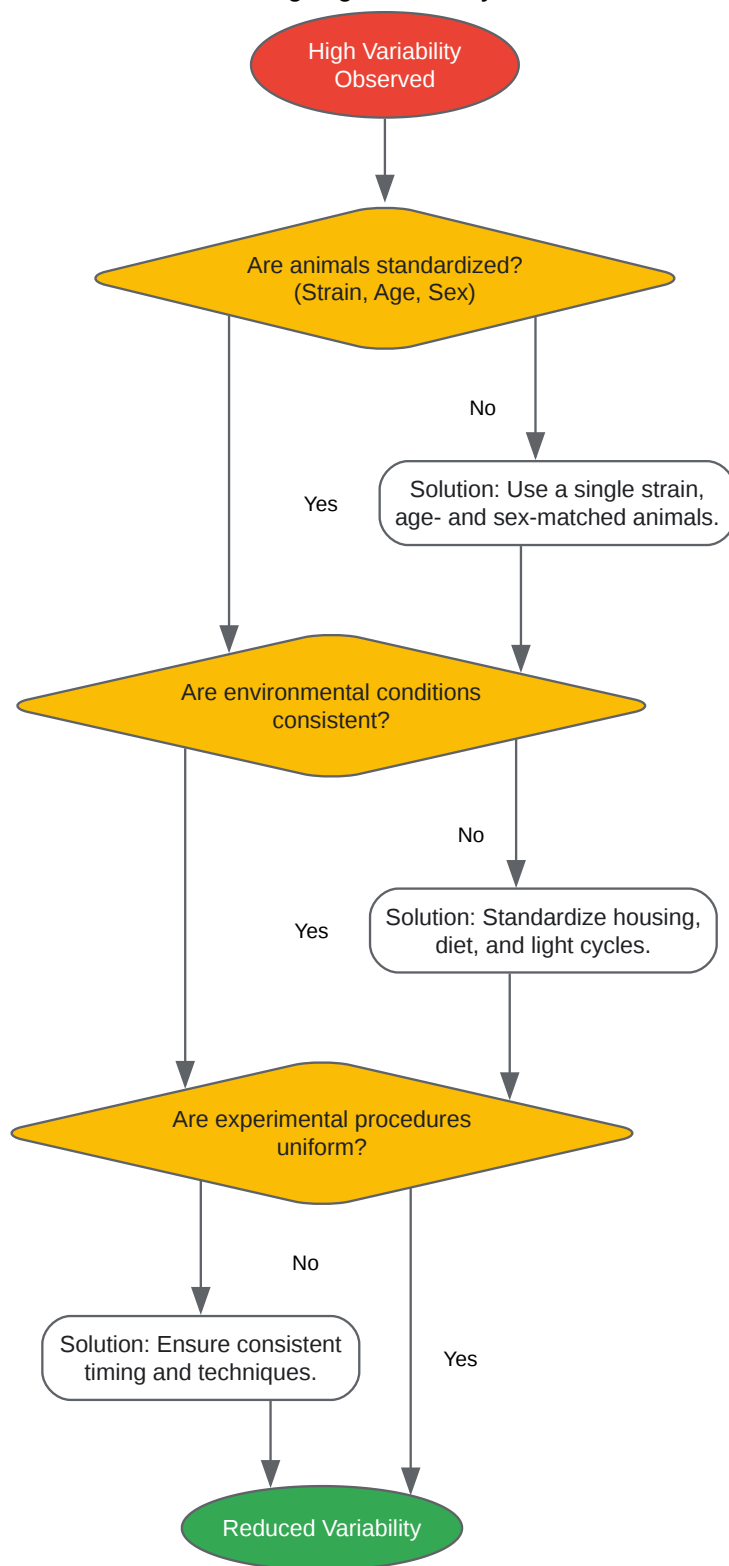 High Variability
Observed
Are animals standardized?
(Strain, Age, Sex)
No
Yes
Solution: Use a single strain,
age- and sex-matched animals.
Are environmental conditions
consistent?
No
Yes
Solution: Standardize housing,
diet, and light cycles.
Are experimental procedures
uniform?
No
Solution: Ensure consistent
timing and techniques.
Yes
Reduced Variability